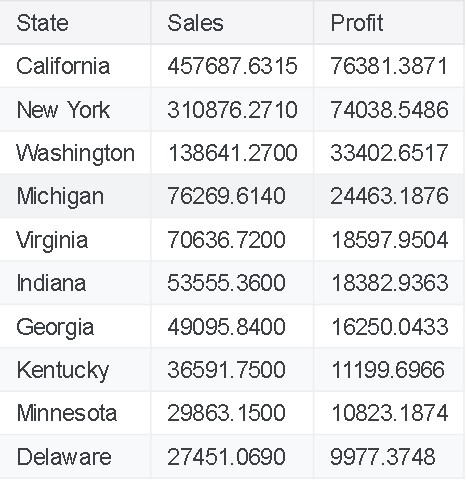 State Sales Profit
California 457687.6315 76381.3871
New York 310876.2710 74038.5486
Washington 138641.2700 33402.6517
Michigan 76269.6140 24463.1876
Virginia 70636.7200 18597.9504
Indiana 53555.3600 18382.9363
Georgia 49095.8400 16250.0433
Kentucky 36591.7500 11199.6966
Minnesota 29863.1500 10823.1874
Delaware 27451.0690 9977.3748